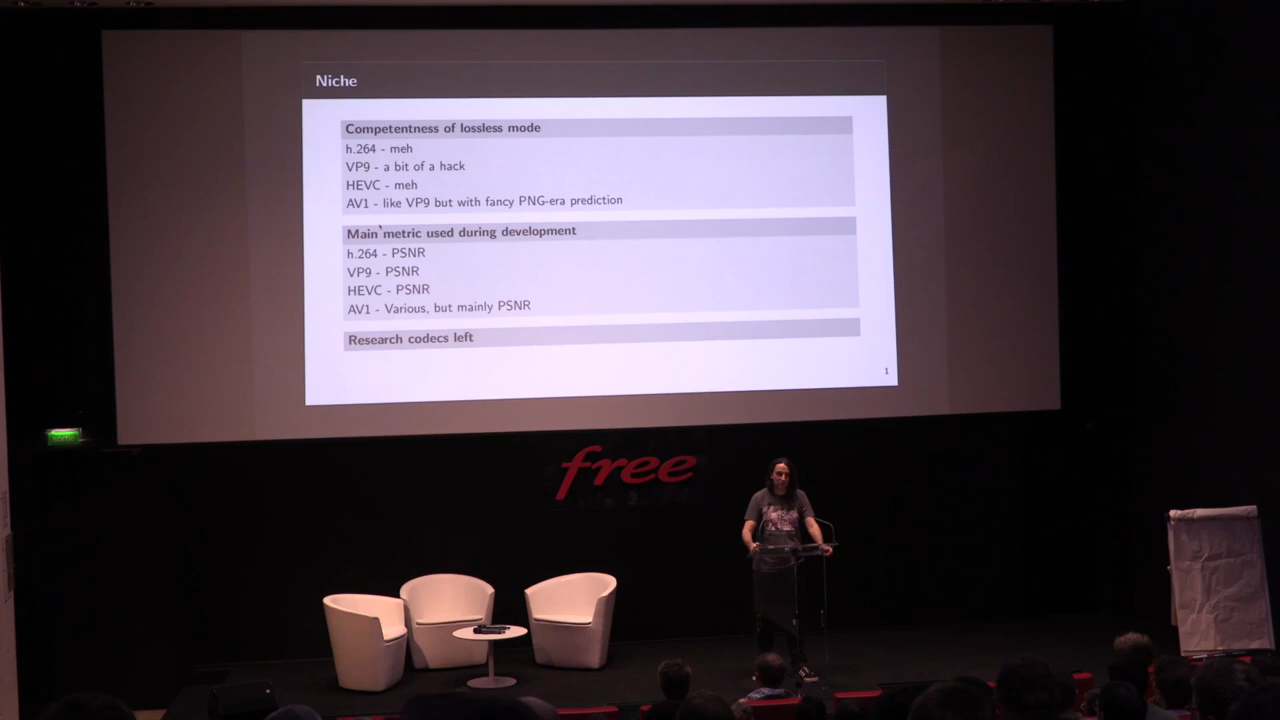 Niche
Competentness of lossless mode
h.264 - meh
VP9 - a bit of a hack
HEVC - meh
AV1 - like VP9 but with fancy PNG-era prediction
Main metric used during development
h.264 - PSNR
VP9 - PSNR
HEVC - PSNR
AV1 - Various, but mainly PSNR
Research codecs left
1
sortie
free